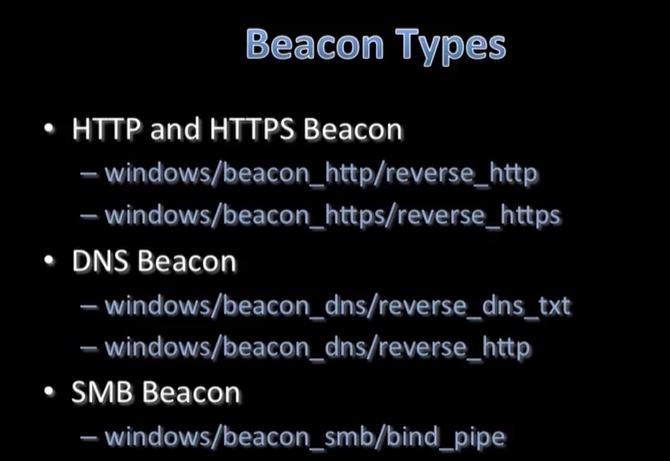 Beacon Types
• HTTP and HTTPS Beacon
– windows/beacon_http/reverse_http
– windows/beacon_https/reverse_https
• DNS Beacon
– windows/beacon_dns/reverse_dns_txt
– windows/beacon_dns/reverse_http
• SMB Beacon
– windows/beacon_smb/bind_pipe